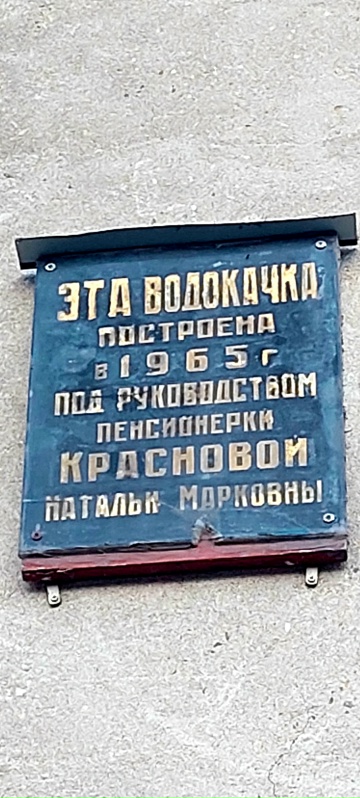 ЭТА ВОДОКАЧКА
ПОСТРОЕНА
в 1965 г
ПОД РУКОВОДСТВОМ
ПЕНСИОНЕРКИ
КРАСНОВОЙ
НАТАЛЬИ МАРКОВНЫ